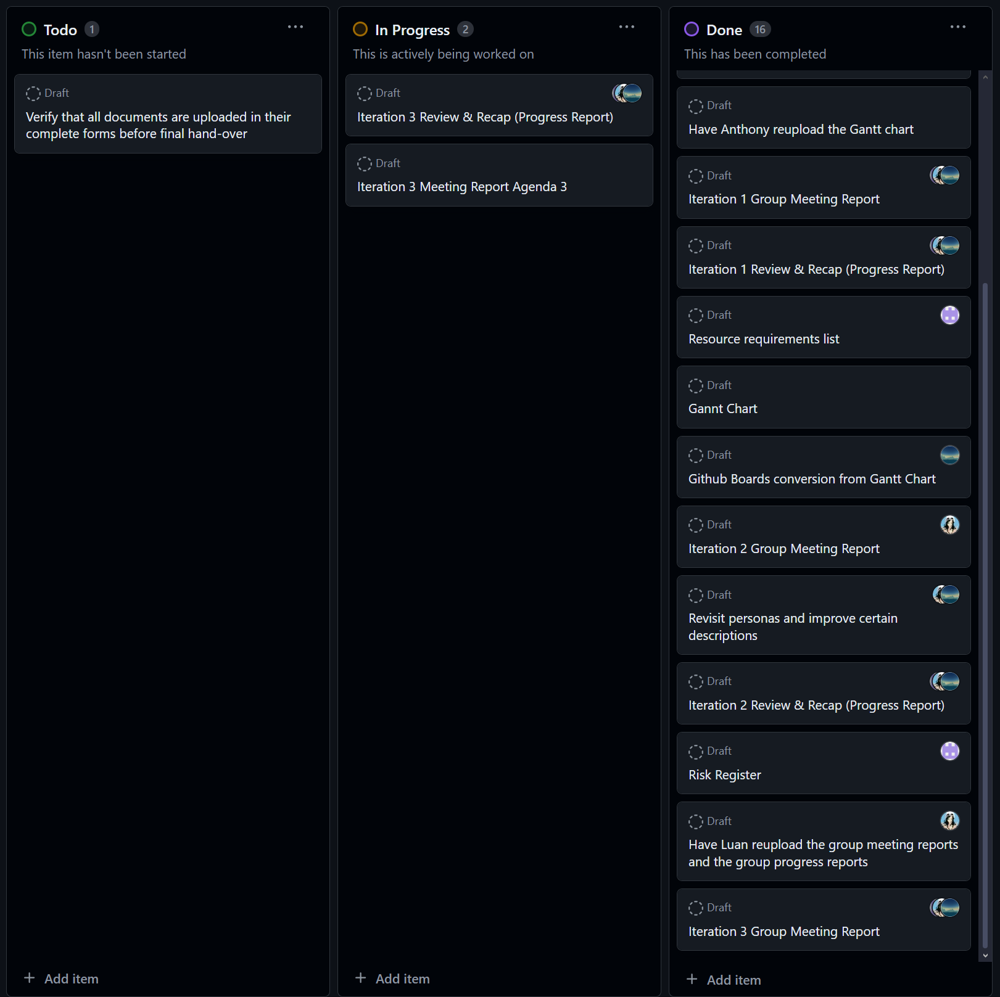 Todo 1
This item hasn't been started
Draft
Verify that all documents are uploaded in their
complete forms before final hand-over
Add item
In Progress 2
This is actively being worked on
Draft
Iteration 3 Review & Recap (Progress Report)
Draft
Iteration 3 Meeting Report Agenda 3
Add item
Done 16
This has been completed
Draft
Have Anthony reupload the Gantt chart
Draft
Iteration 1 Group Meeting Report
Draft
Iteration 1 Review & Recap (Progress Report)
Draft
Resource requirements list
Draft
Gannt Chart
Draft
Github Boards conversion from Gantt Chart
Draft
Iteration 2 Group Meeting Report
Draft
Revisit personas and improve certain
descriptions
Draft
Iteration 2 Review & Recap (Progress Report)
Draft
Risk Register
Draft
Have Luan reupload the group meeting reports
and the group progress reports
Draft
Iteration 3 Group Meeting Report
Add item